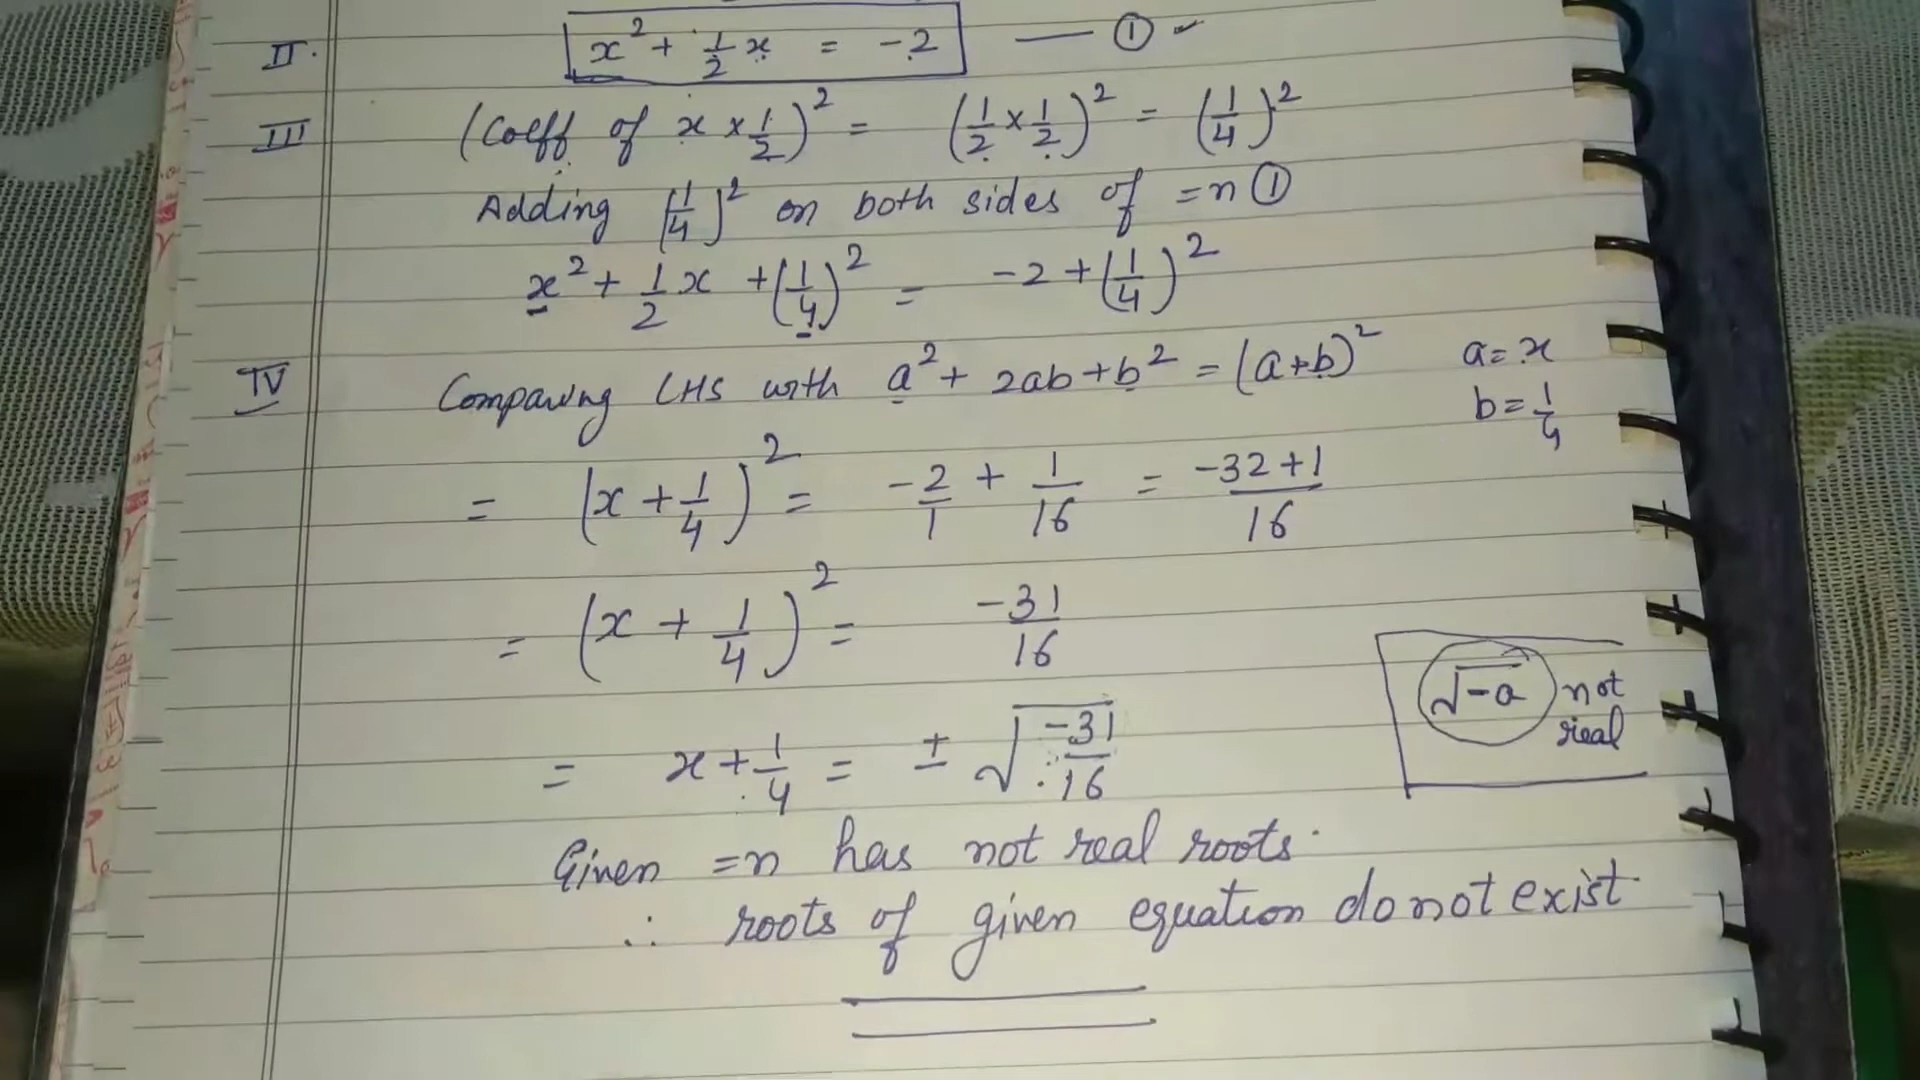 II. x² + 1/2 x = -2 — ①
III (Coeff of x × 1/2)² = (1/2 × 1/2)² = (1/4)²
Adding (1/4)² on both sides of =n ①
x² + 1/2 x + (1/4)² = -2 + (1/4)²
IV Comparing LHS with a² + 2ab + b² = (a+b)² a = x
b = 1/4
= (x + 1/4)² = -2/1 + 1/16 = (-32+1)/16
= (x + 1/4)² = -31/16
√-a not real
= x + 1/4 = ± √(-31/16)
Given =n has not real roots.
∴ roots of given equation do not exist